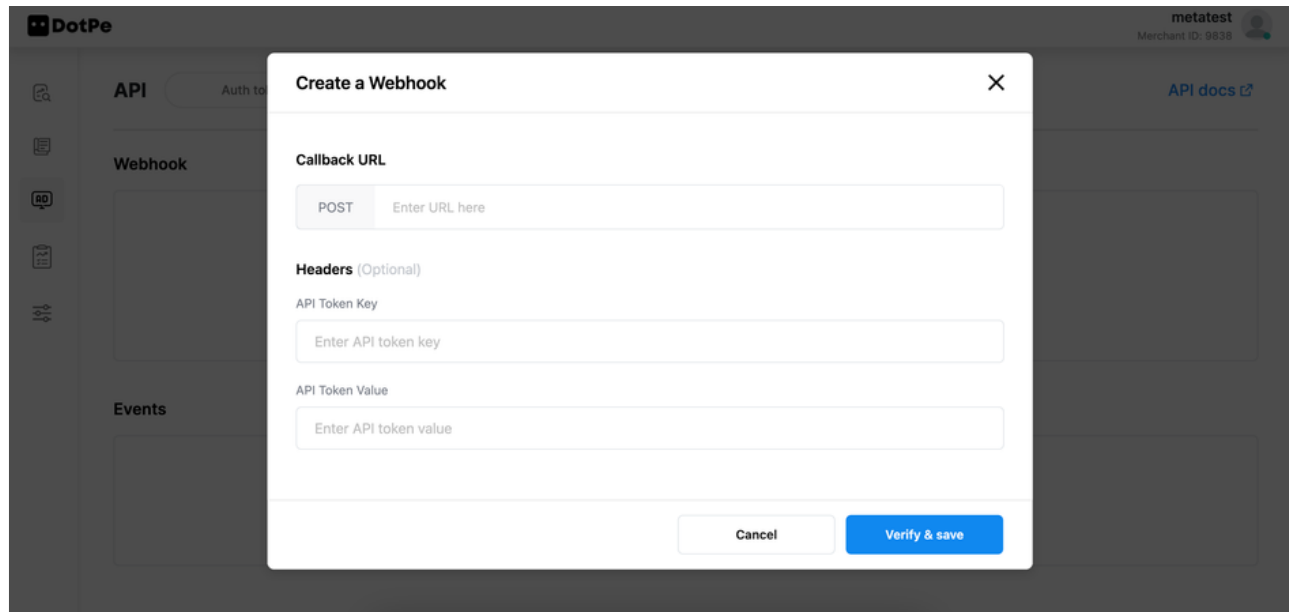 DotPe
metatest
Merchant ID: 9838
API
Auth to
API docs
Webhook
Events
Create a Webhook
Callback URL
POST
Enter URL here
Headers (Optional)
API Token Key
Enter API token key
API Token Value
Enter API token value
Cancel
Verify & save